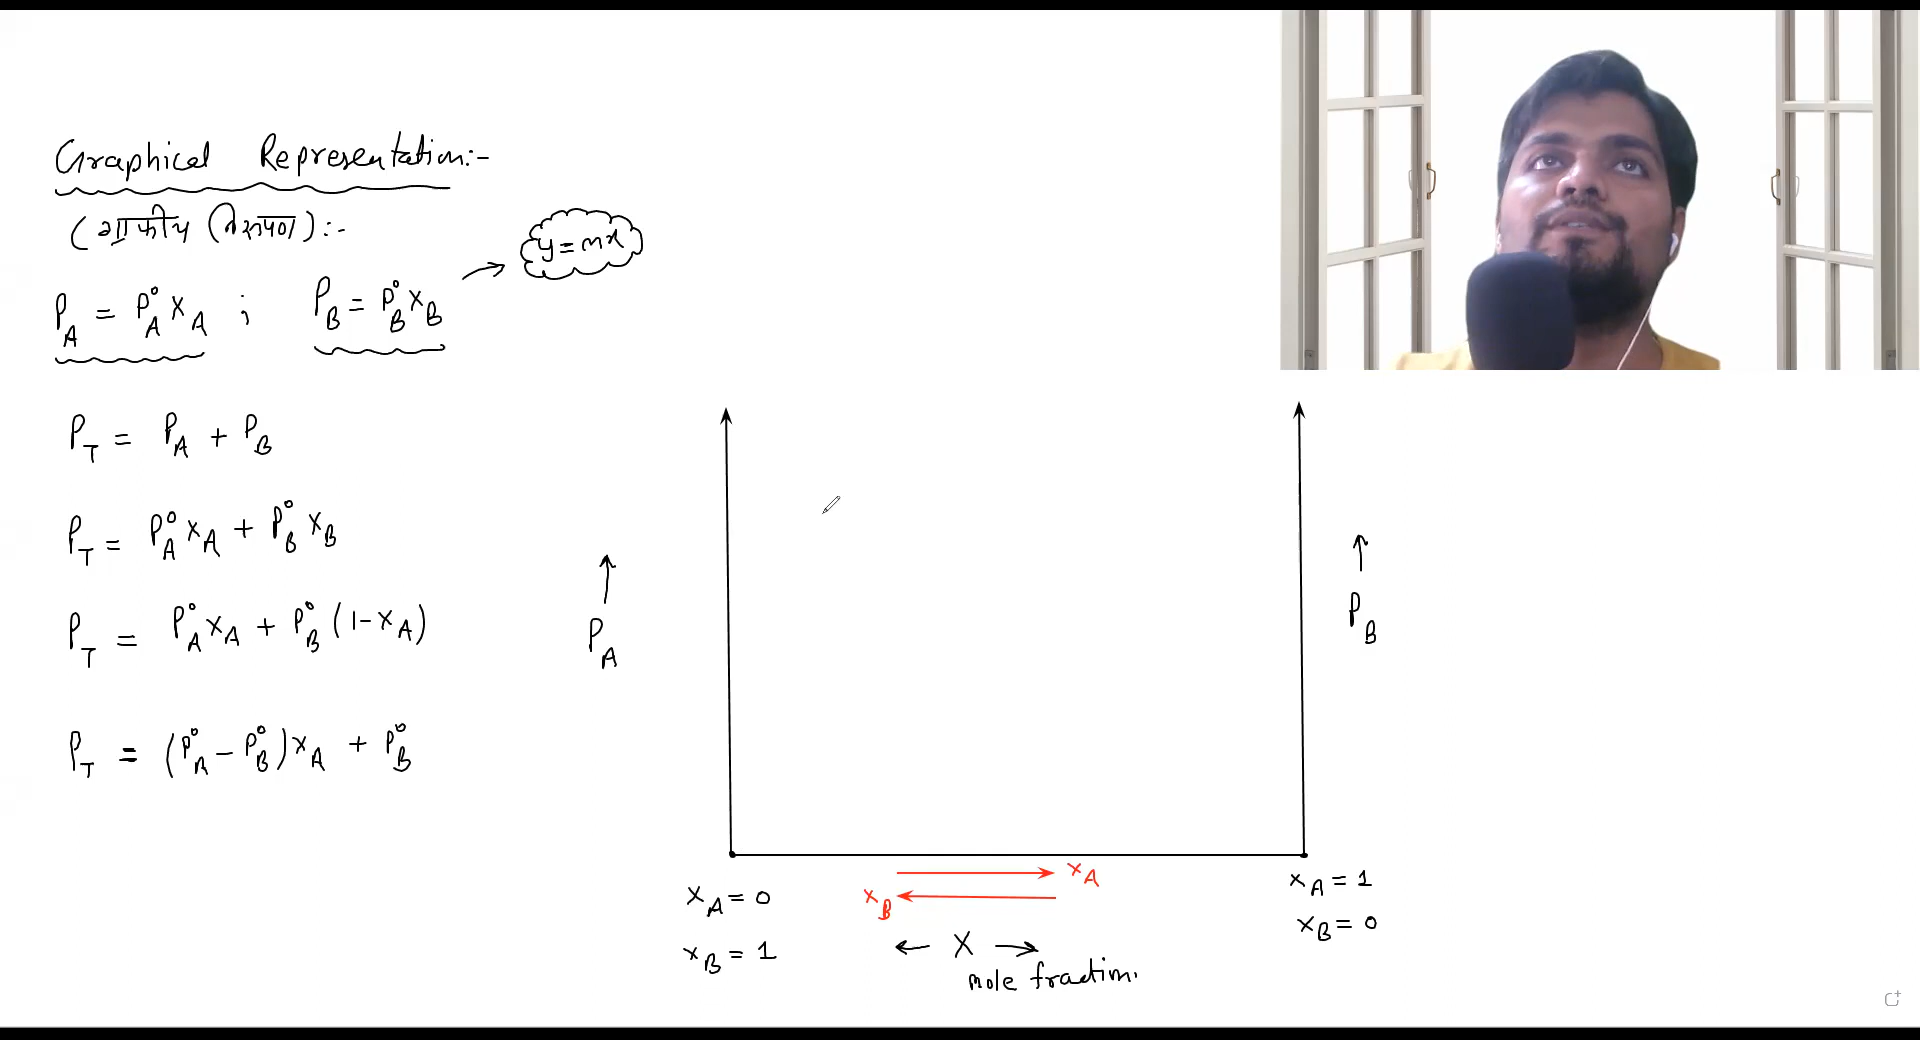 Graphical Representation:-
(ग्राफीय निरूपण):-
y=mx
P_A = P°_A x_A ; P_B = P°_B x_B
P_T = P_A + P_B
P_T = P°_A x_A + P°_B x_B
P_T = P°_A x_A + P°_B (1-x_A)
P_T = (P°_A - P°_B) x_A + P°_B
↑
P_A
↑
P_B
x_A = 0
x_B = 1
→ x_A
x_B ←
← X →
mole fraction.
x_A = 1
x_B = 0